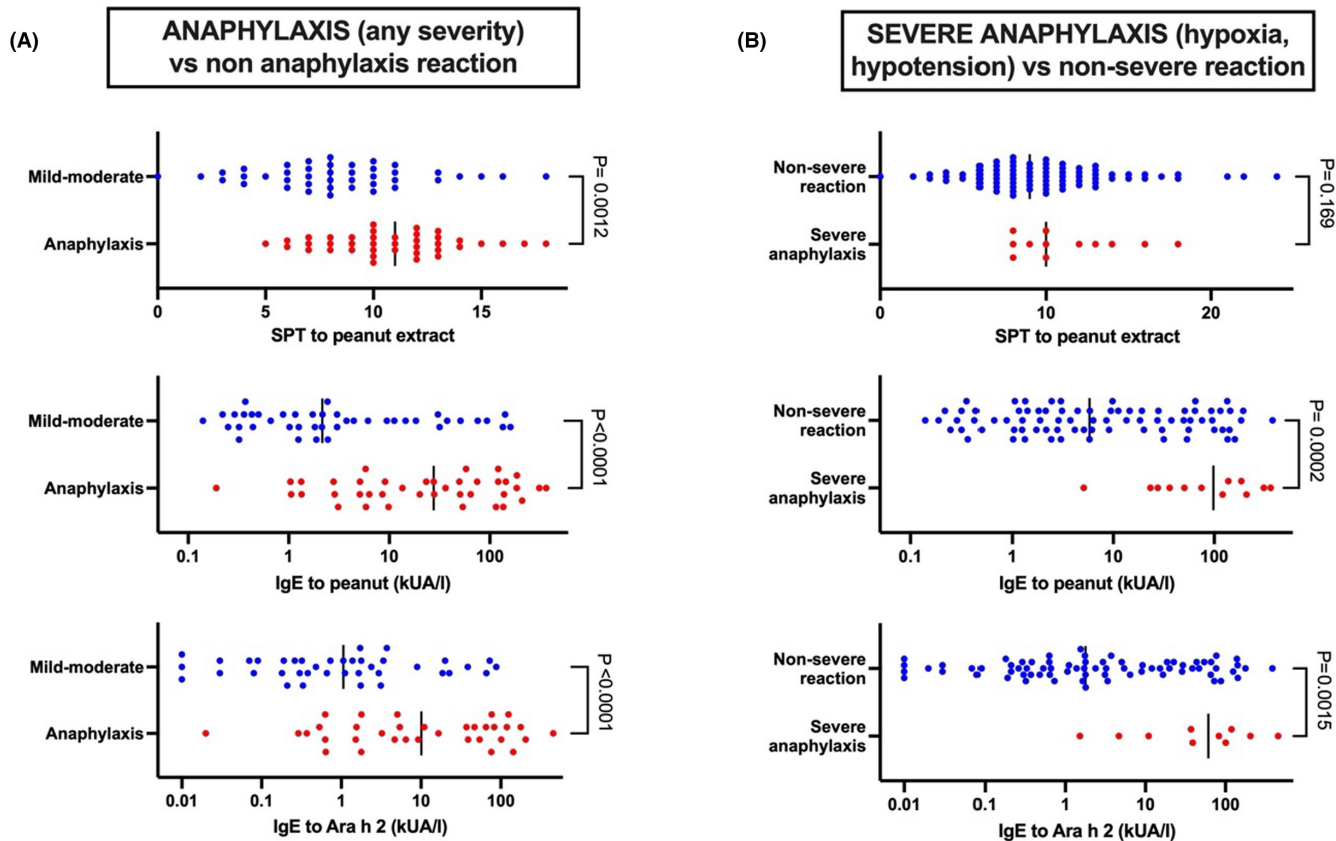 (A)
ANAPHYLAXIS (any severity)
vs non anaphylaxis reaction
Mild-moderate
Anaphylaxis
P= 0.0012
0 5 10 15
SPT to peanut extract
Mild-moderate
Anaphylaxis
P<0.0001
0.1 1 10 100
IgE to peanut (kUA/l)
Mild-moderate
Anaphylaxis
P <0.0001
0.01 0.1 1 10 100
IgE to Ara h 2 (kUA/l)
(B)
SEVERE ANAPHYLAXIS (hypoxia,
hypotension) vs non-severe reaction
Non-severe
reaction
Severe
anaphylaxis
P= 0.169
0 10 20
SPT to peanut extract
Non-severe
reaction
Severe
anaphylaxis
P= 0.0002
0.1 1 10 100
IgE to peanut (kUA/l)
Non-severe
reaction
Severe
anaphylaxis
P=0.0015
0.01 0.1 1 10 100
IgE to Ara h 2 (kUA/l)